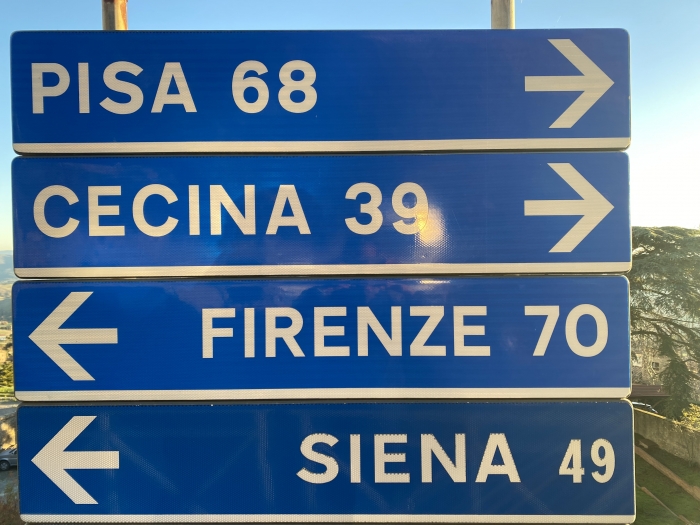 PISA 68
CECINA 39
FIRENZE 70
SIENA 49